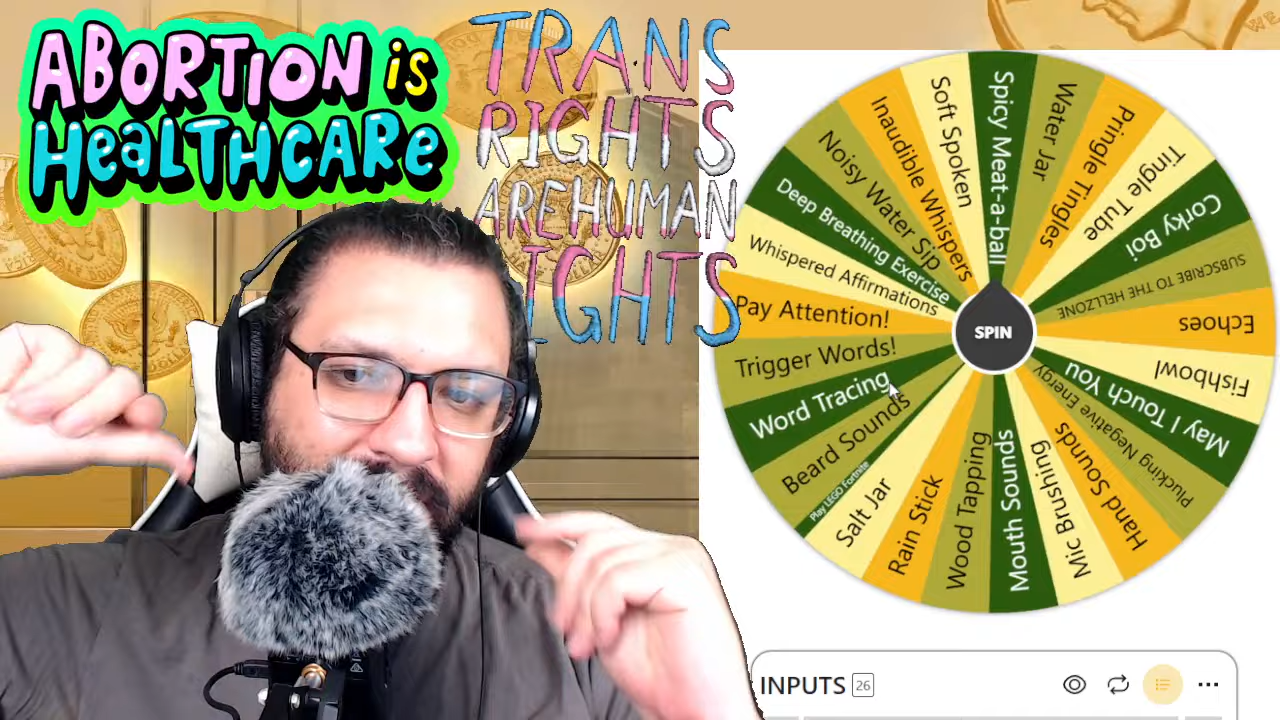 ABORTION is
HEALTHCARE
TRANS
RIGHTS
ARE HUMAN
RIGHTS
Spicy Meat-a-ball
Water Jar
Pringle Tingles
Tingle Tube
Corky Boi
SUBSCRIBE TO THE HELLZONE
Echoes
Fishbowl
May I Touch You
Plucking Negative Energy
Hand Sounds
Mic Brushing
Mouth Sounds
Wood Tapping
Rain Stick
Salt Jar
Play LEGO Fortnite
Beard Sounds
Word Tracing
Trigger Words!
Pay Attention!
Whispered Affirmations
Deep Breathing Exercise
Noisy Water Sip
Inaudible Whispers
Soft Spoken
SPIN
INPUTS 26